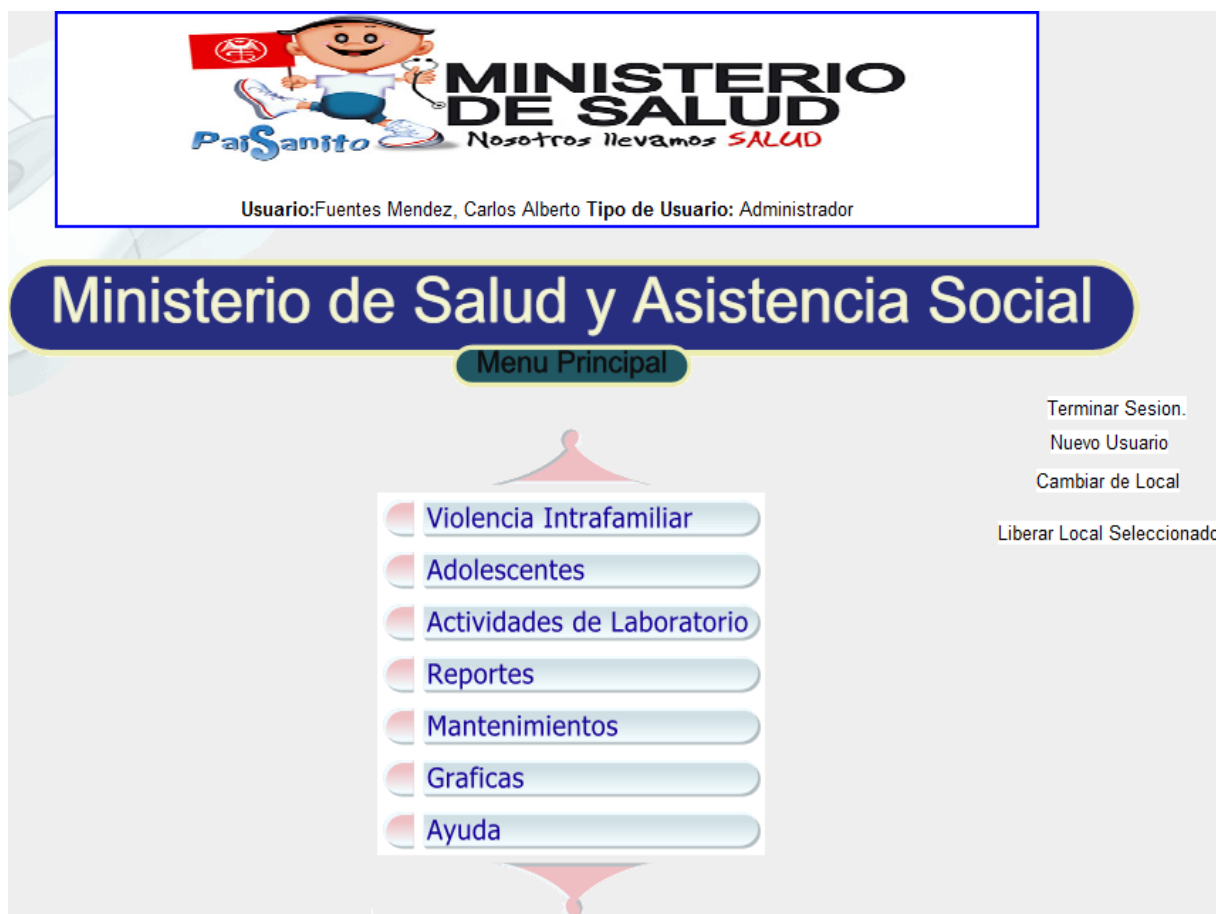 MINISTERIO
DE SALUD
PaiSanito
Nosotros llevamos SALUD
Usuario:Fuentes Mendez, Carlos Alberto Tipo de Usuario: Administrador
Ministerio de Salud y Asistencia Social
Menu Principal
Terminar Sesion.
Nuevo Usuario
Cambiar de Local
Liberar Local Seleccionado
Violencia Intrafamiliar
Adolescentes
Actividades de Laboratorio
Reportes
Mantenimientos
Graficas
Ayuda